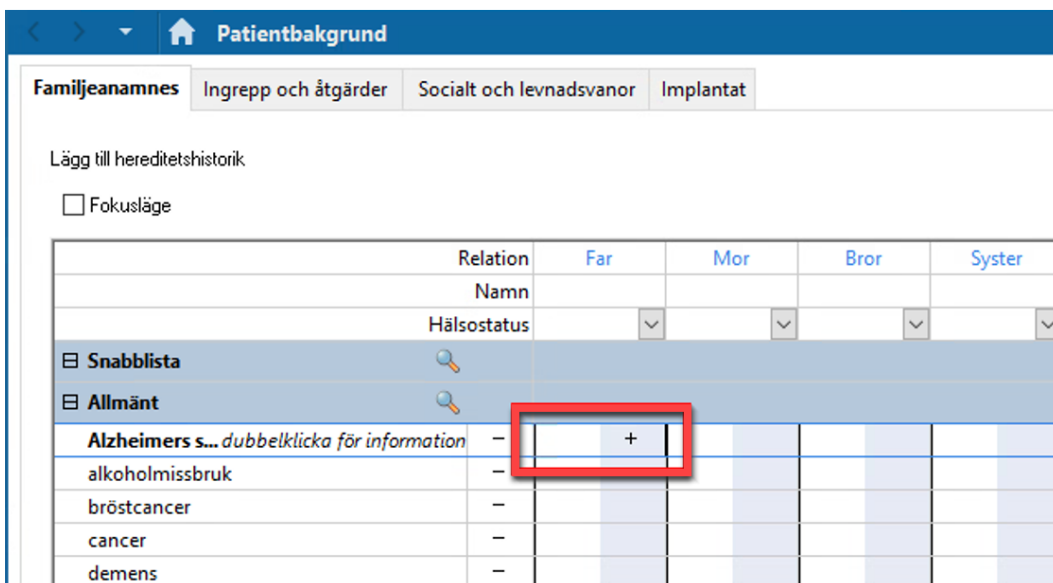 Patientbakgrund
Familjeanamnes Ingrepp och åtgärder Socialt och levnadsvanor Implantat
Lägg till hereditetshistorik
Fokusläge
Relation Far Mor Bror Syster
Namn
Hälsostatus
Snabblista
Allmänt
Alzheimers s... dubbelklicka för information − +
alkoholmissbruk −
bröstcancer −
cancer −
demens −